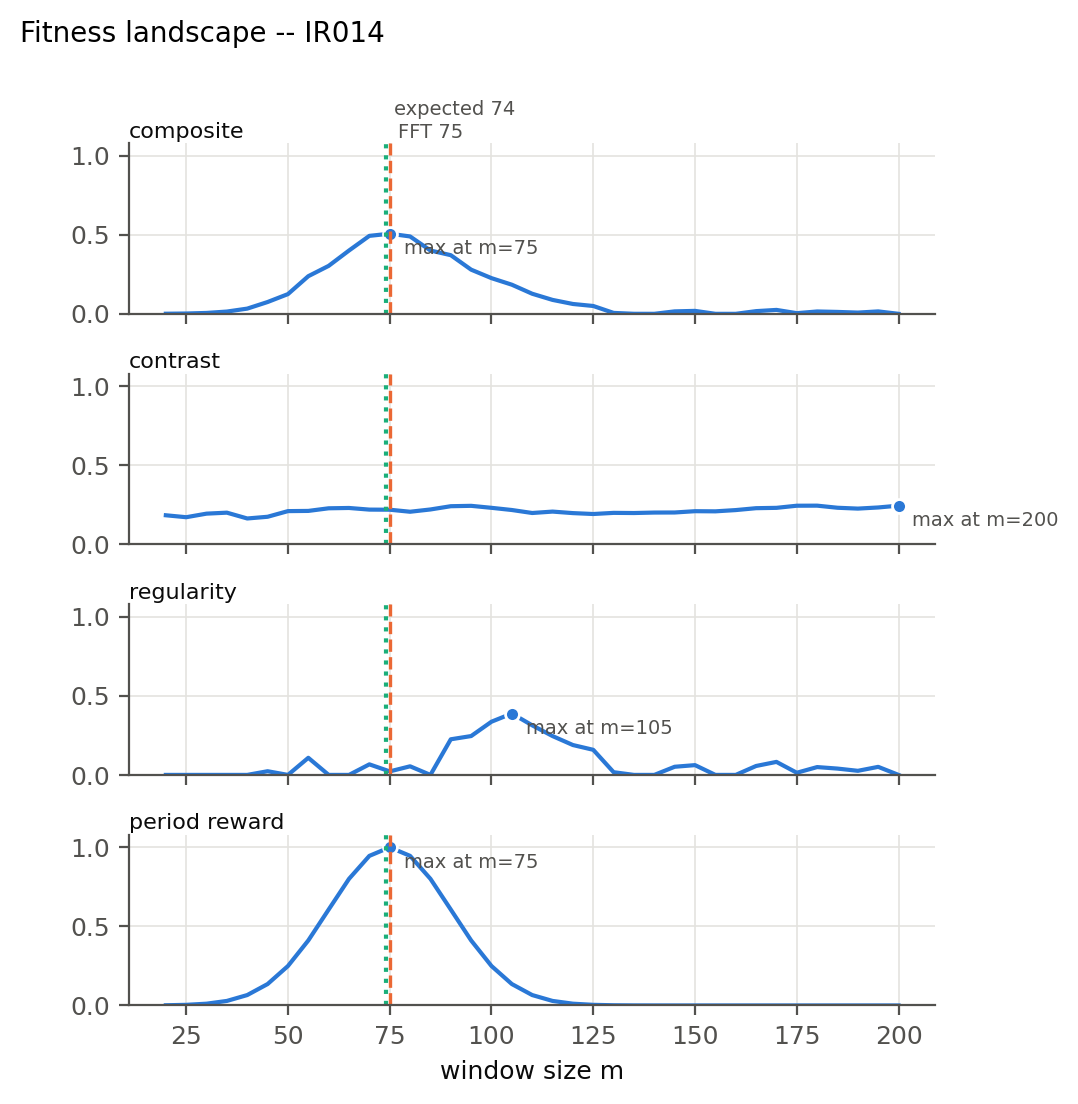 Fitness landscape -- IR014
expected 74
FFT 75
composite
1.0
0.5
0.0
max at m=75
contrast
1.0
0.5
0.0
max at m=200
regularity
1.0
0.5
0.0
max at m=105
period reward
1.0
0.5
0.0
max at m=75
25 50 75 100 125 150 175 200
window size m